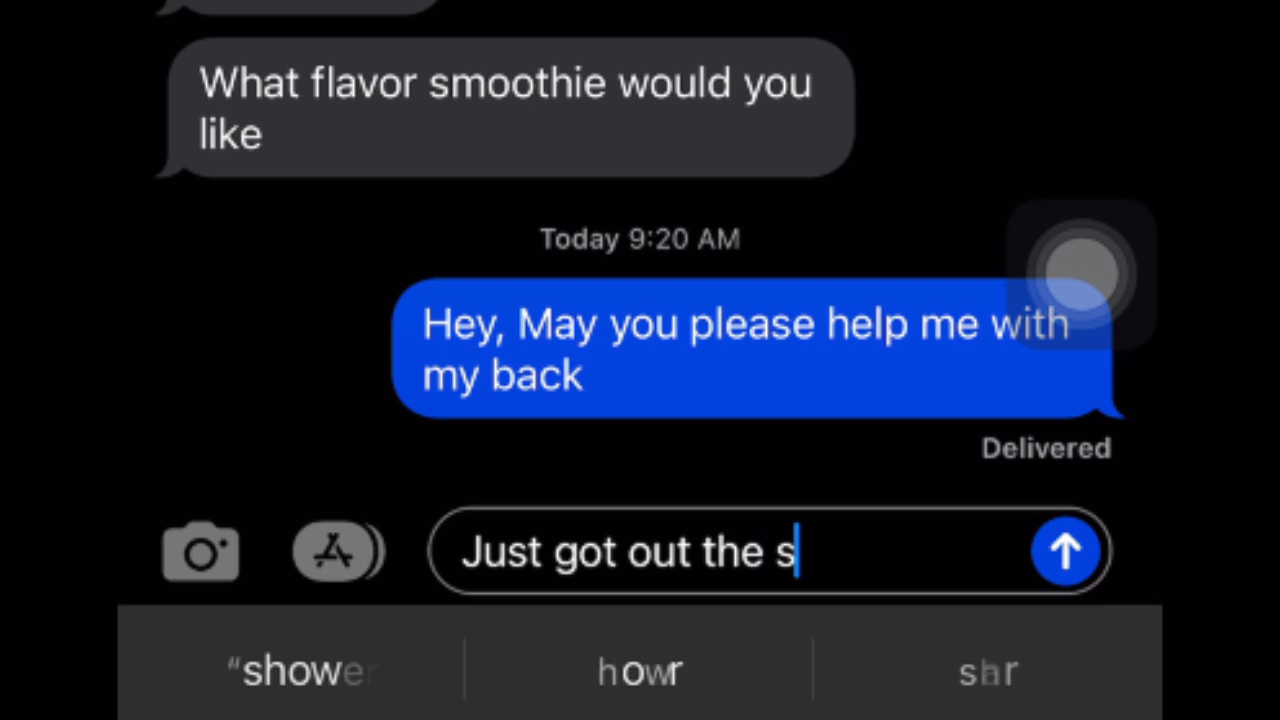 What flavor smoothie would you
like
Today 9:20 AM
Hey, May you please help me with
my back
Delivered
Just got out the s